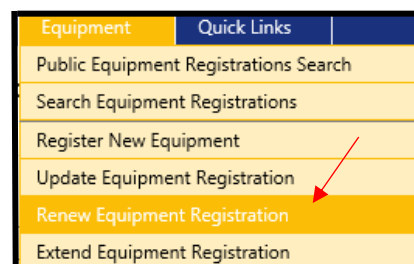 Equipment Quick Links
Public Equipment Registrations Search
Search Equipment Registrations
Register New Equipment
Update Equipment Registration
Renew Equipment Registration
Extend Equipment Registration